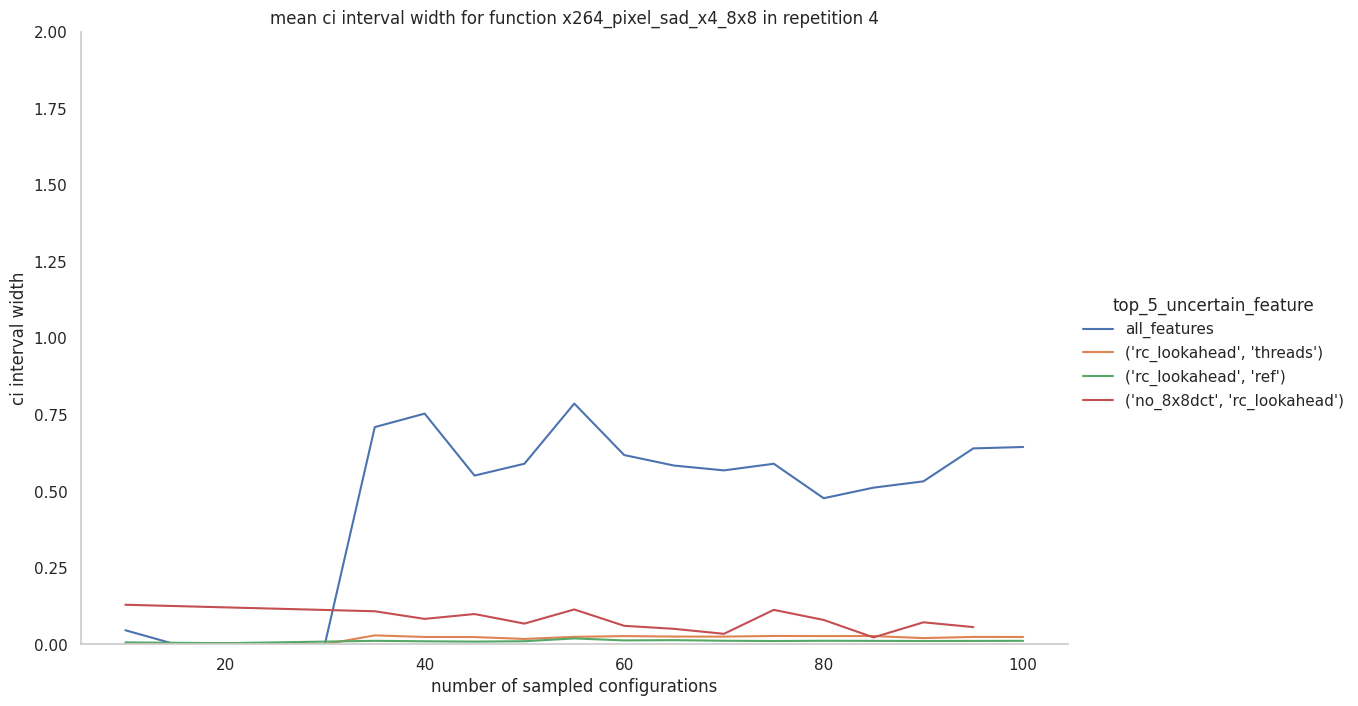 mean ci interval width for function x264_pixel_sad_x4_8x8 in repetition 4
2.00
1.75
1.50
1.25
1.00
0.75
0.50
0.25
0.00
ci interval width
20
40
60
80
100
number of sampled configurations
top_5_uncertain_feature
all_features
('rc_lookahead', 'threads')
('rc_lookahead', 'ref')
('no_8x8dct', 'rc_lookahead')